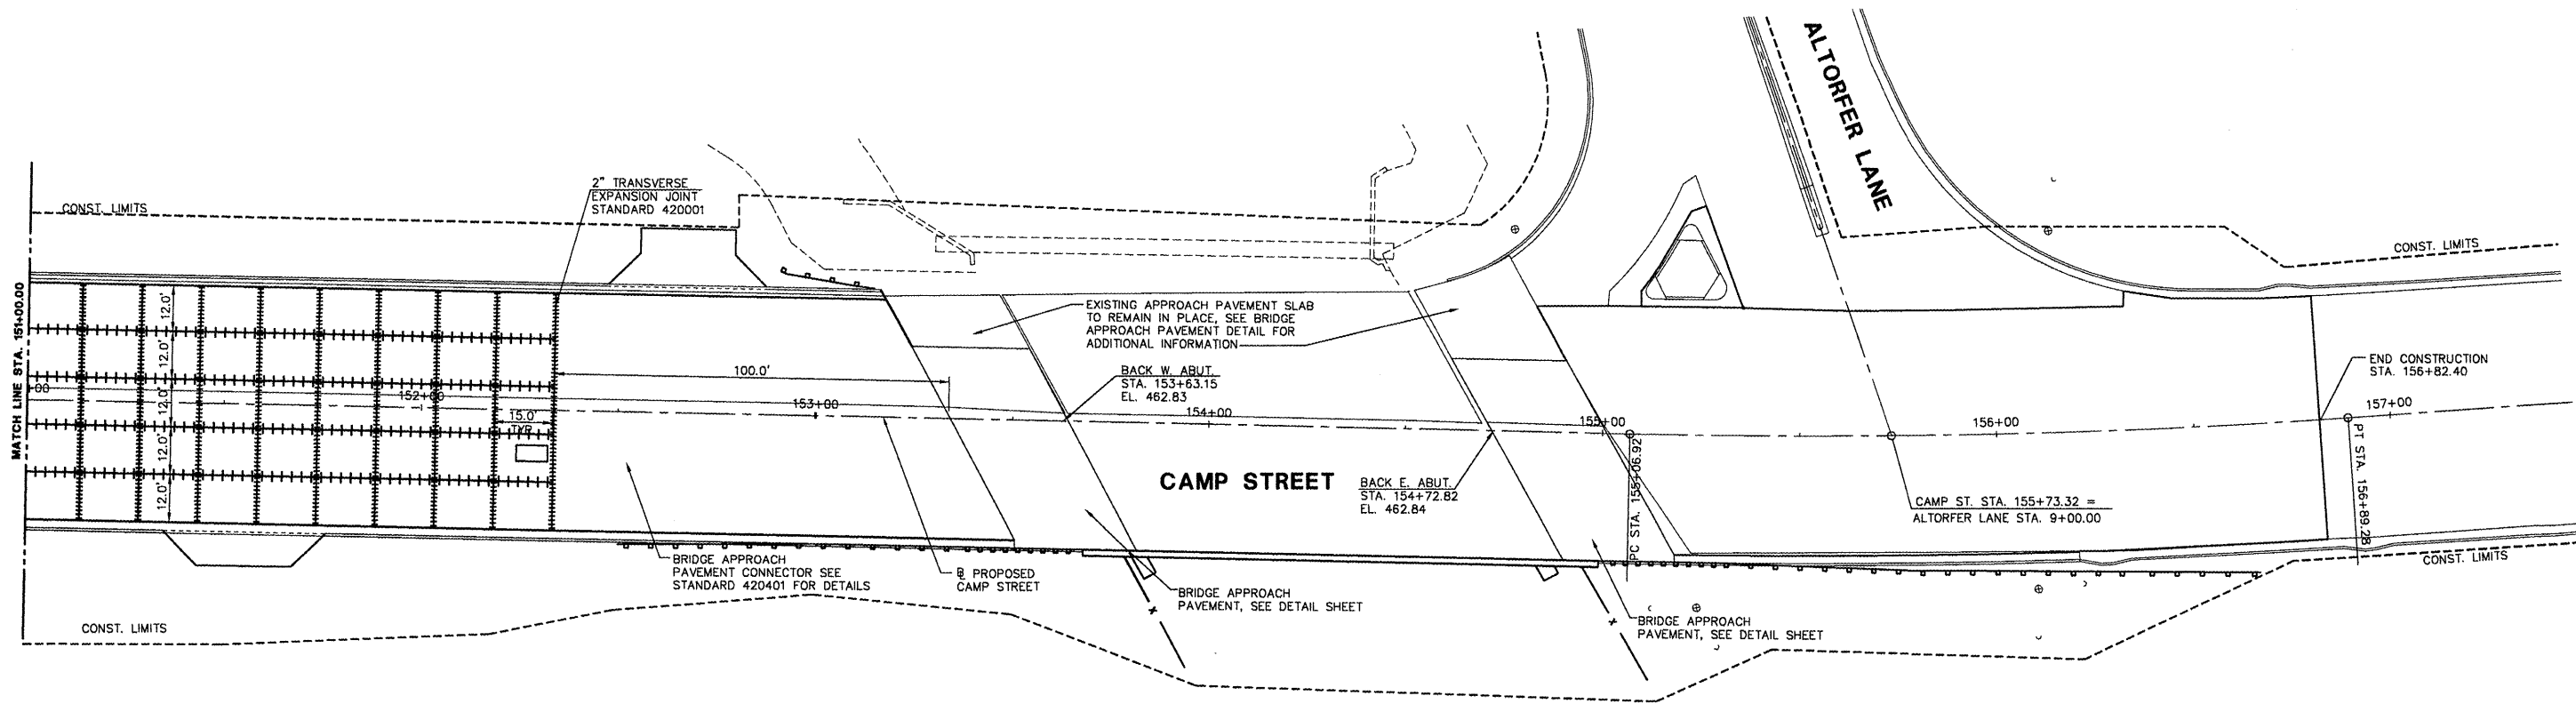 MATCH LINE STA. 151+00.00
CONST. LIMITS
2" TRANSVERSE
EXPANSION JOINT
STANDARD 420001
ALTORFER LANE
CONST. LIMITS
12.0'
12.0'
12.0'
12.0'
12.0'
00
152+00
15.0'
TYP.
100.0'
153+00
EXISTING APPROACH PAVEMENT SLAB
TO REMAIN IN PLACE, SEE BRIDGE
APPROACH PAVEMENT DETAIL FOR
ADDITIONAL INFORMATION
BACK W. ABUT.
STA. 153+63.15
EL. 462.83
154+00
155+00
156+00
157+00
END CONSTRUCTION
STA. 156+82.40
CAMP STREET
BACK E. ABUT.
STA. 154+72.82
EL. 462.84
PC STA. 155+06.92
CAMP ST. STA. 155+73.32 =
ALTORFER LANE STA. 9+00.00
PT STA. 156+89.28
BRIDGE APPROACH
PAVEMENT CONNECTOR SEE
STANDARD 420401 FOR DETAILS
℄ PROPOSED
CAMP STREET
BRIDGE APPROACH
PAVEMENT, SEE DETAIL SHEET
BRIDGE APPROACH
PAVEMENT, SEE DETAIL SHEET
CONST. LIMITS
CONST. LIMITS